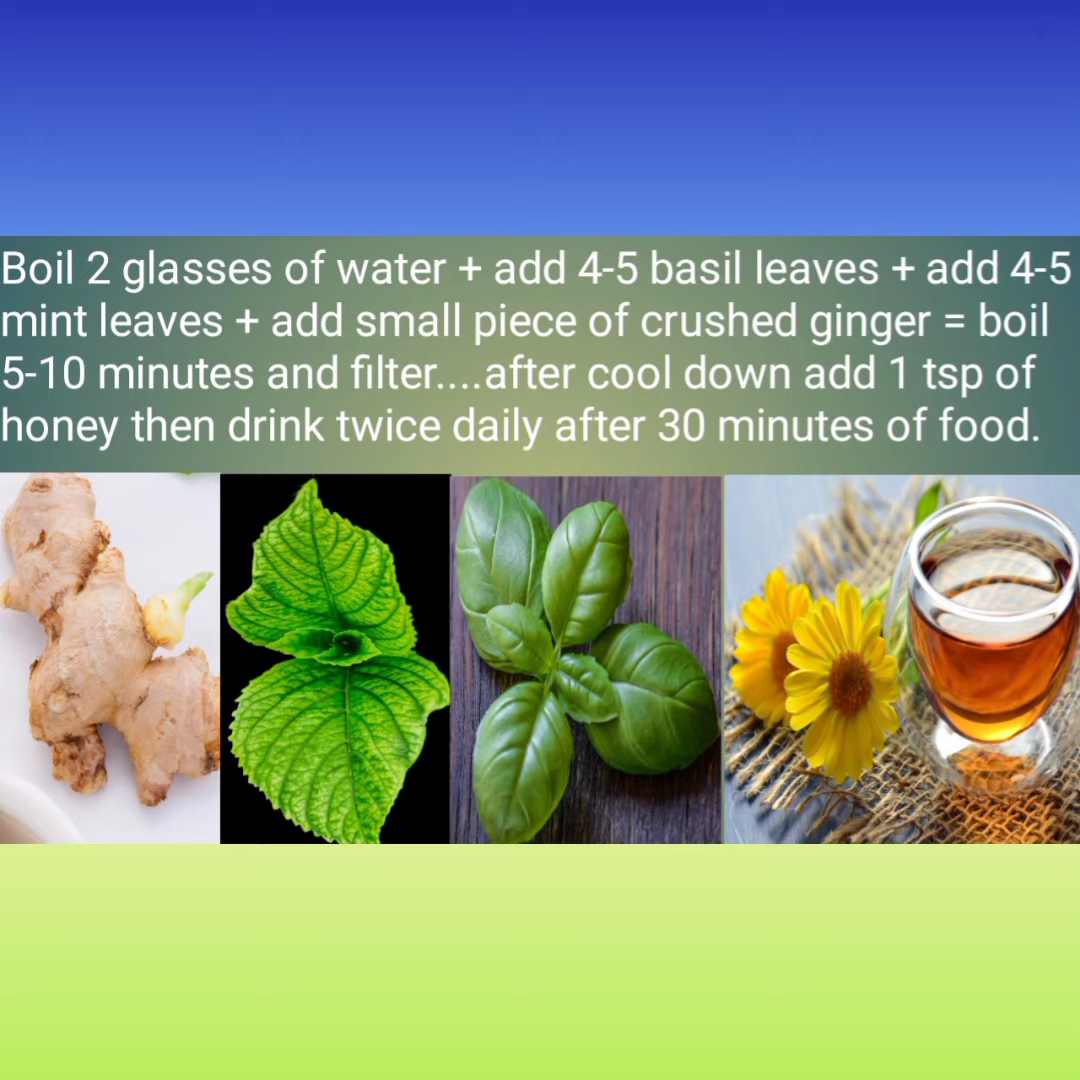 Boil 2 glasses of water + add 4-5 basil leaves + add 4-5
mint leaves + add small piece of crushed ginger = boil
5-10 minutes and filter....after cool down add 1 tsp of
honey then drink twice daily after 30 minutes of food.